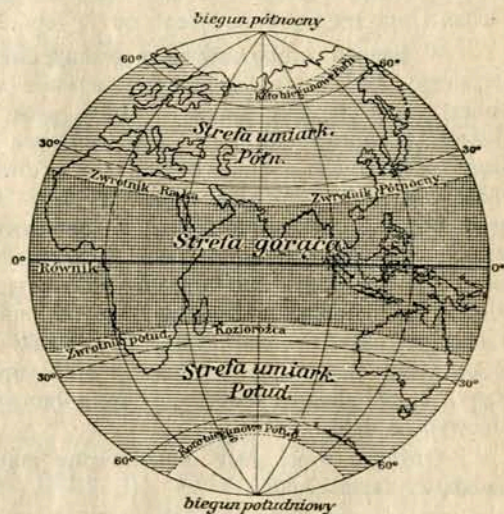 biegun północny
60° 60°
Koło biegunowe Półn.
Strefa umiark.
Półn.
30° 30°
Zwrotnik Raka Zwrotnik Północny
Strefa gorąca
0° 0°
Równik
Zwrotnik połud. Koziorożca
Strefa umiark.
Połud.
30° 30°
Koło biegunowe Połud.
60° 60°
biegun południowy